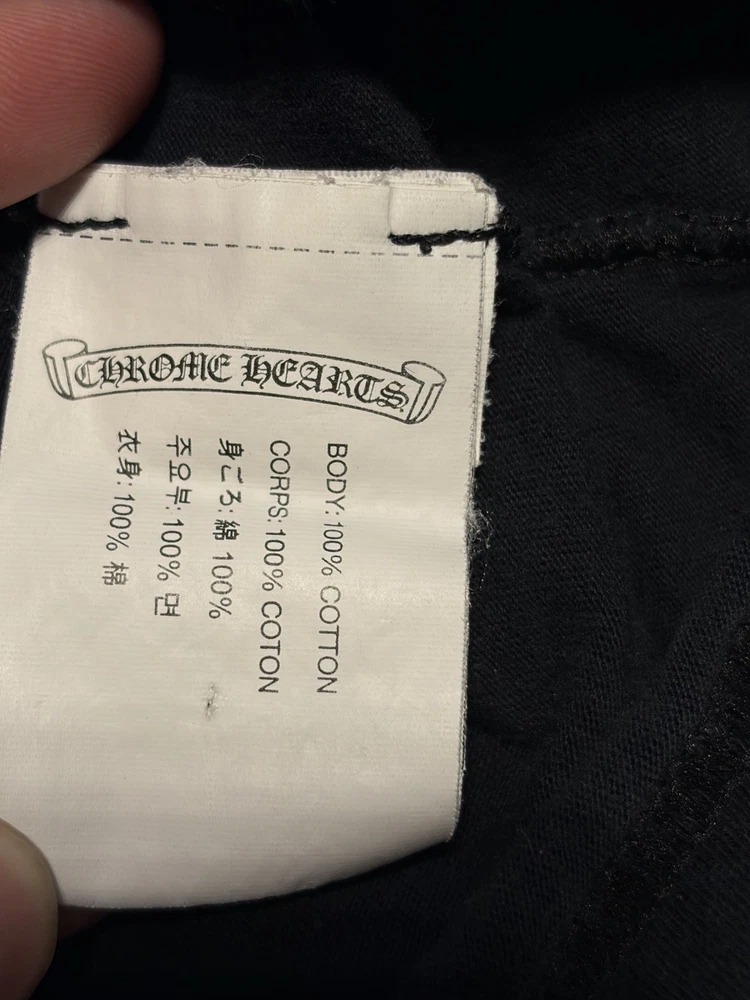 CHROME HEARTS
BODY: 100% COTTON
CORPS: 100% COTON
身ごろ: 綿 100%
주요부: 100% 면
衣身: 100% 棉